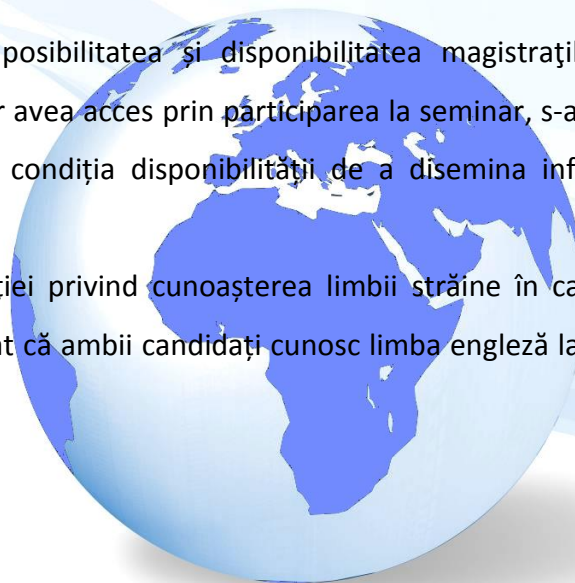 posibilitatea și disponibilitatea magistraţil
avea acces prin participarea la seminar, s-a
condiția disponibilității de a disemina inf
ției privind cunoașterea limbii străine în ca
t că ambii candidați cunosc limba engleză la